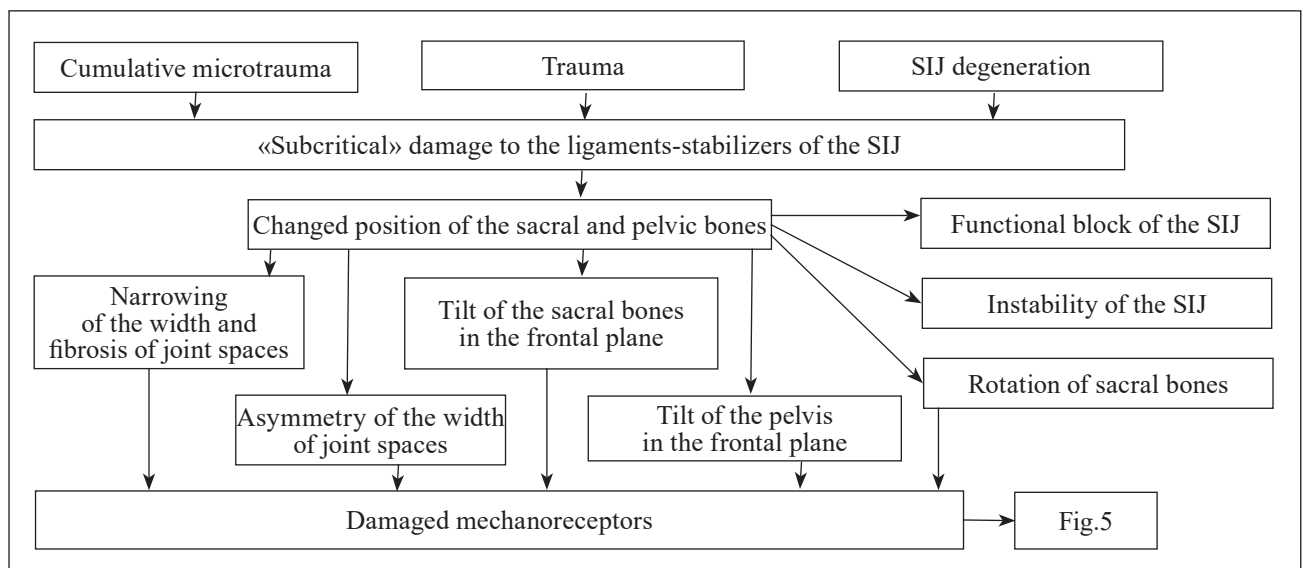 Cumulative microtrauma
Trauma
SIJ degeneration
«Subcritical» damage to the ligaments-stabilizers of the SIJ
Changed position of the sacral and pelvic bones
Functional block of the SIJ
Narrowing
of the width and
fibrosis of joint spaces
Tilt of the sacral bones
in the frontal plane
Instability of the SIJ
Rotation of sacral bones
Asymmetry of the width
of joint spaces
Tilt of the pelvis
in the frontal plane
Damaged mechanoreceptors
Fig.5